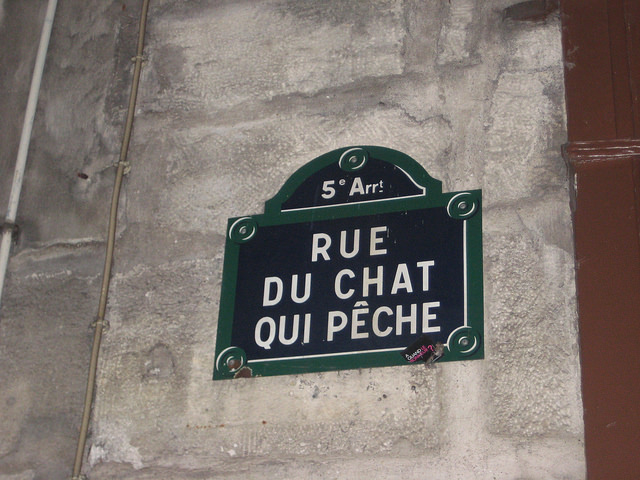 5e Arrt
RUE
DU CHAT
QUI PÊCHE